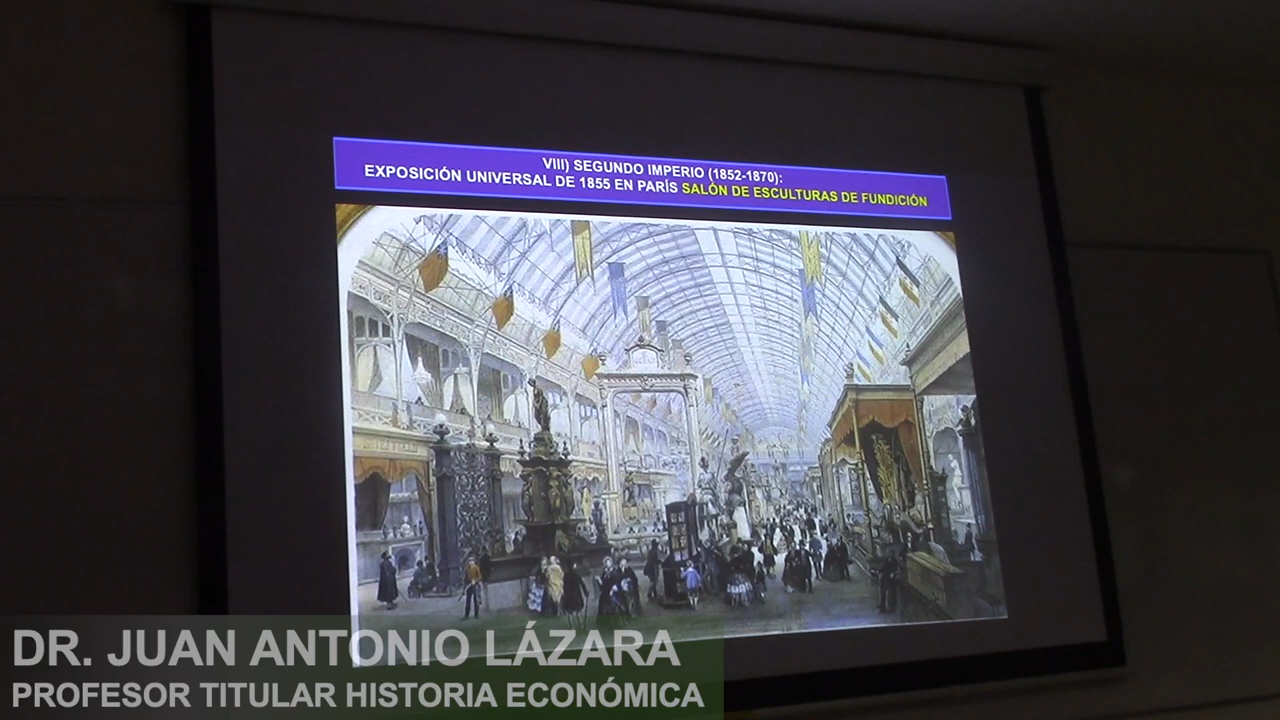 VIII) SEGUNDO IMPERIO (1852-1870):
EXPOSICIÓN UNIVERSAL DE 1855 EN PARÍS SALÓN DE ESCULTURAS DE FUNDICIÓN
DR. JUAN ANTONIO LÁZARA
PROFESOR TITULAR HISTORIA ECONÓMICA